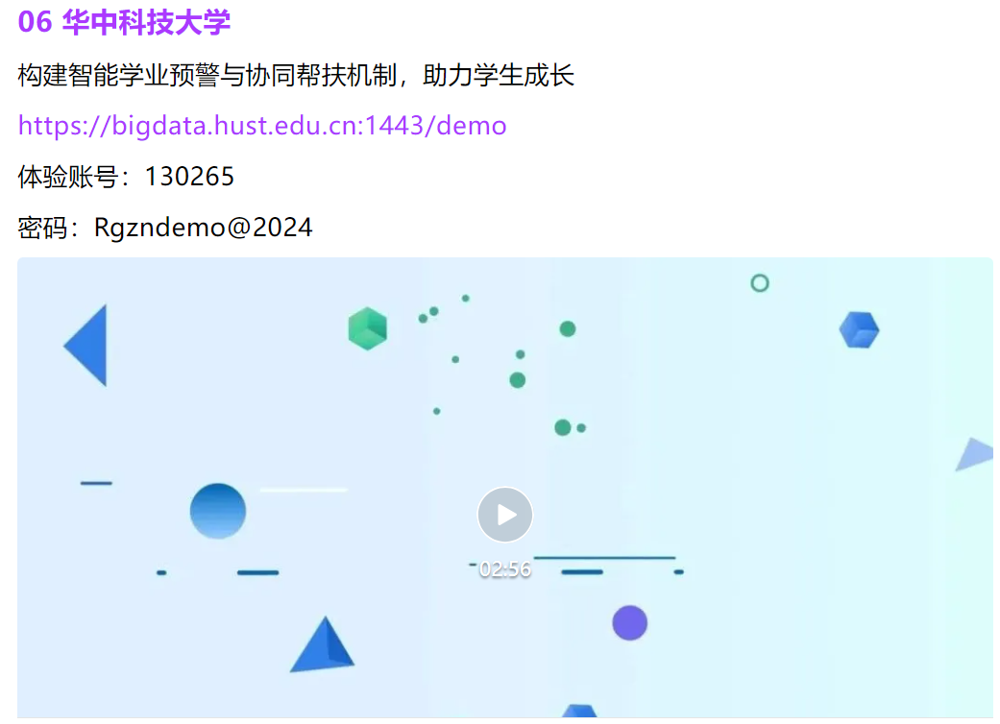 06 华中科技大学
构建智能学业预警与协同帮扶机制，助力学生成长
https://bigdata.hust.edu.cn:1443/demo
体验账号：130265
密码：Rgzndemo@2024
02:56